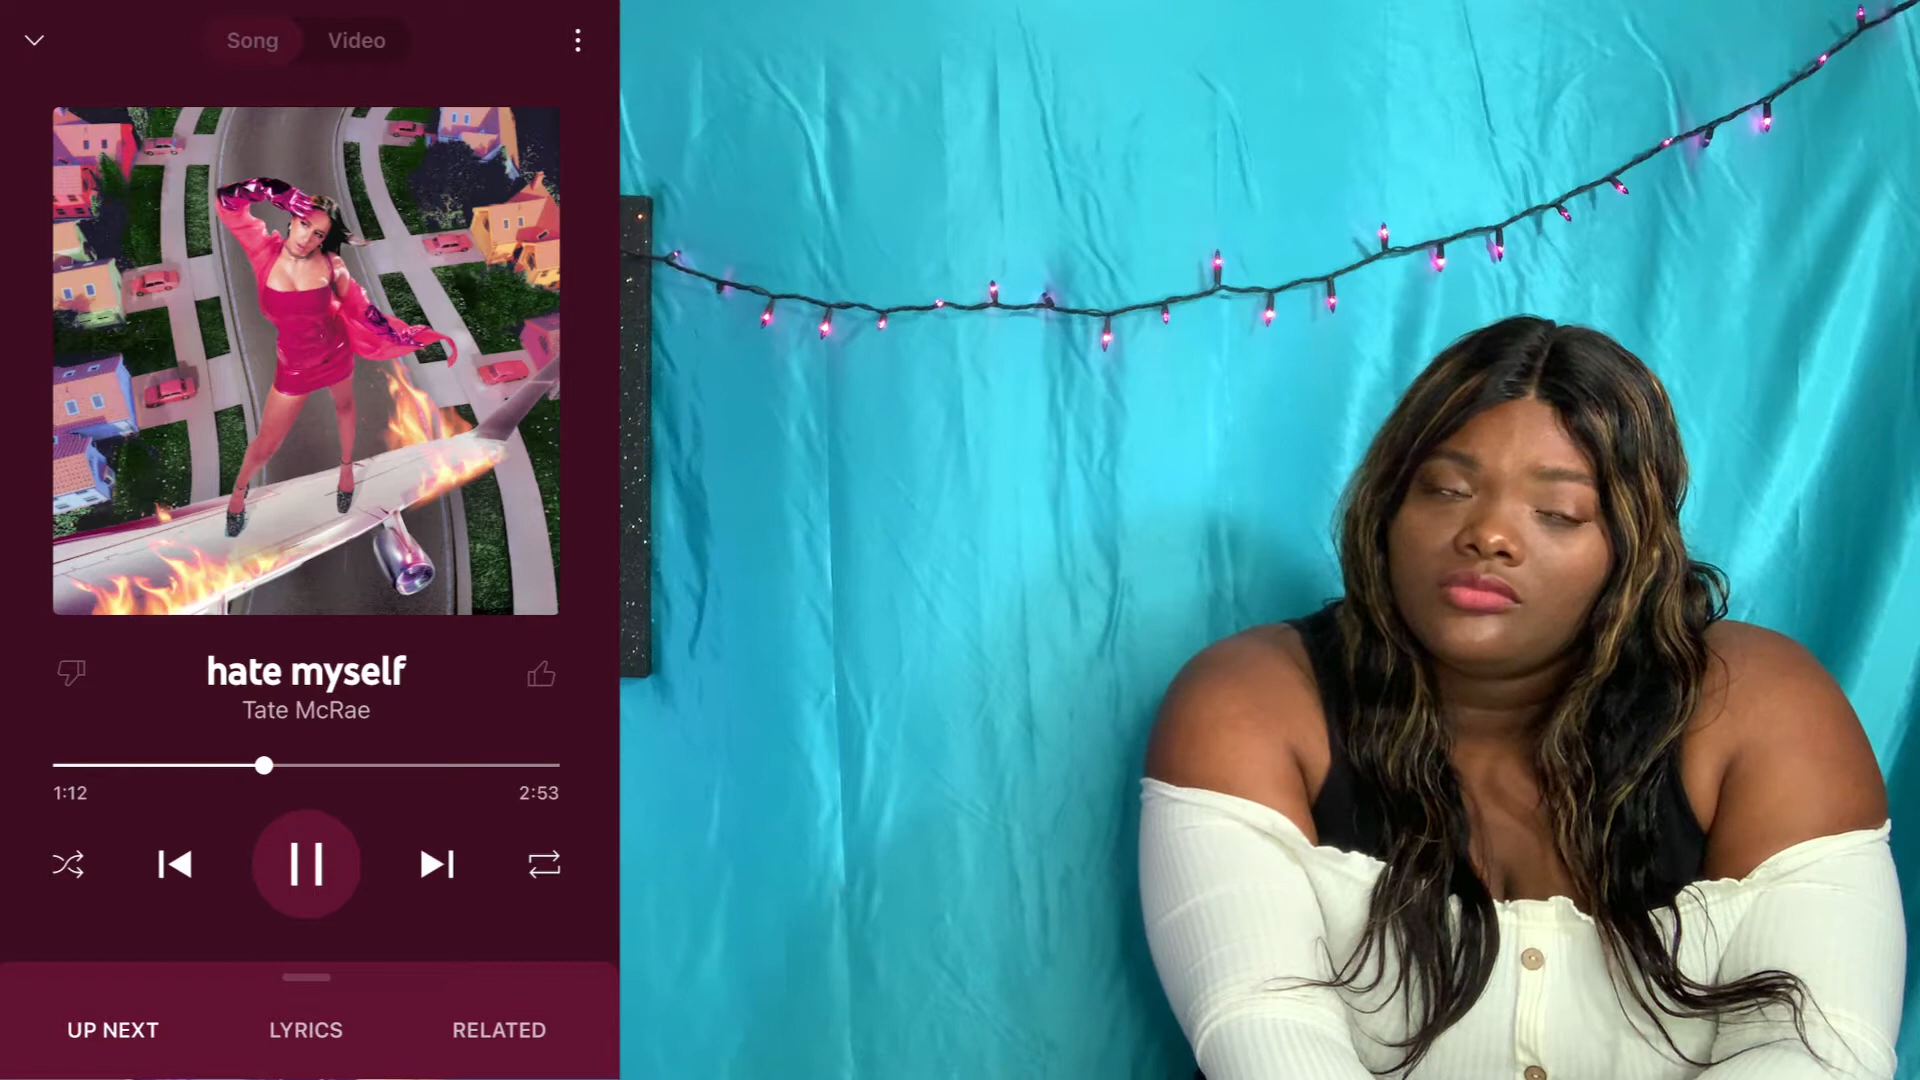 Song Video
hate myself
Tate McRae
1:12 2:53
UP NEXT LYRICS RELATED